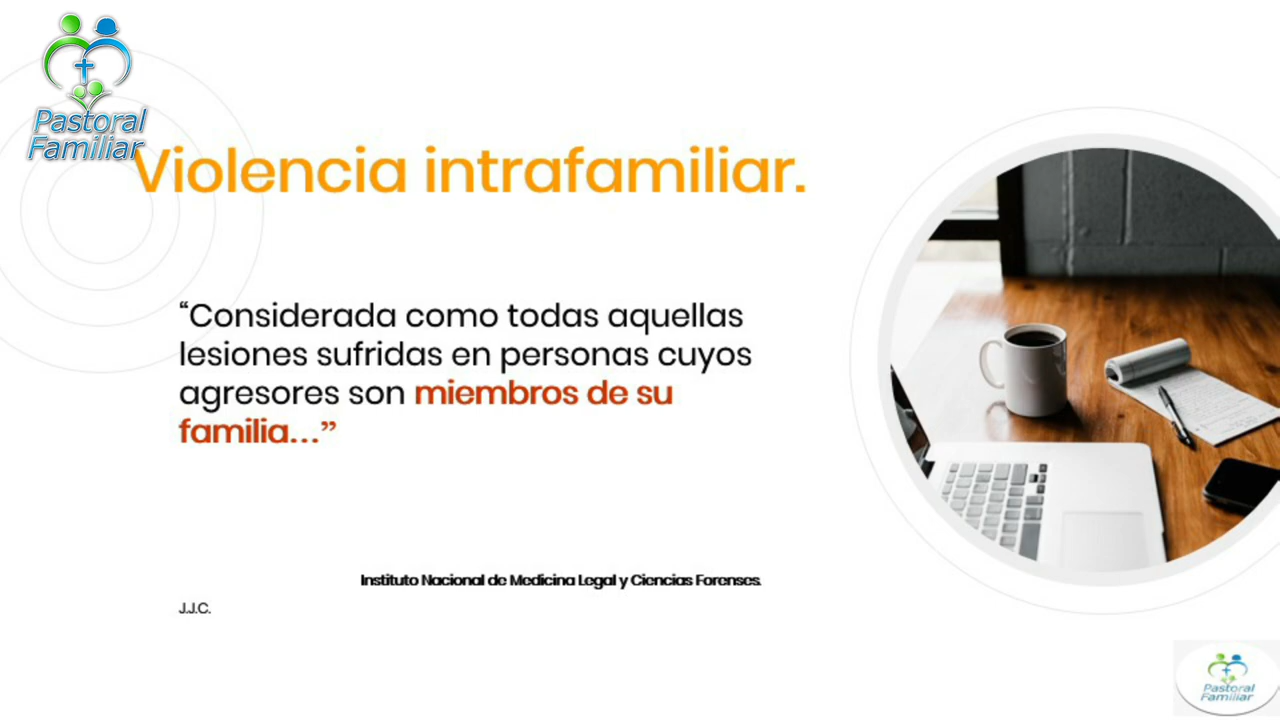 Pastoral
Familiar
Violencia intrafamiliar.
“Considerada como todas aquellas
lesiones sufridas en personas cuyos
agresores son miembros de su
familia...”
Instituto Nacional de Medicina Legal y Ciencias Forenses.
J.J.C.
Pastoral
Familiar